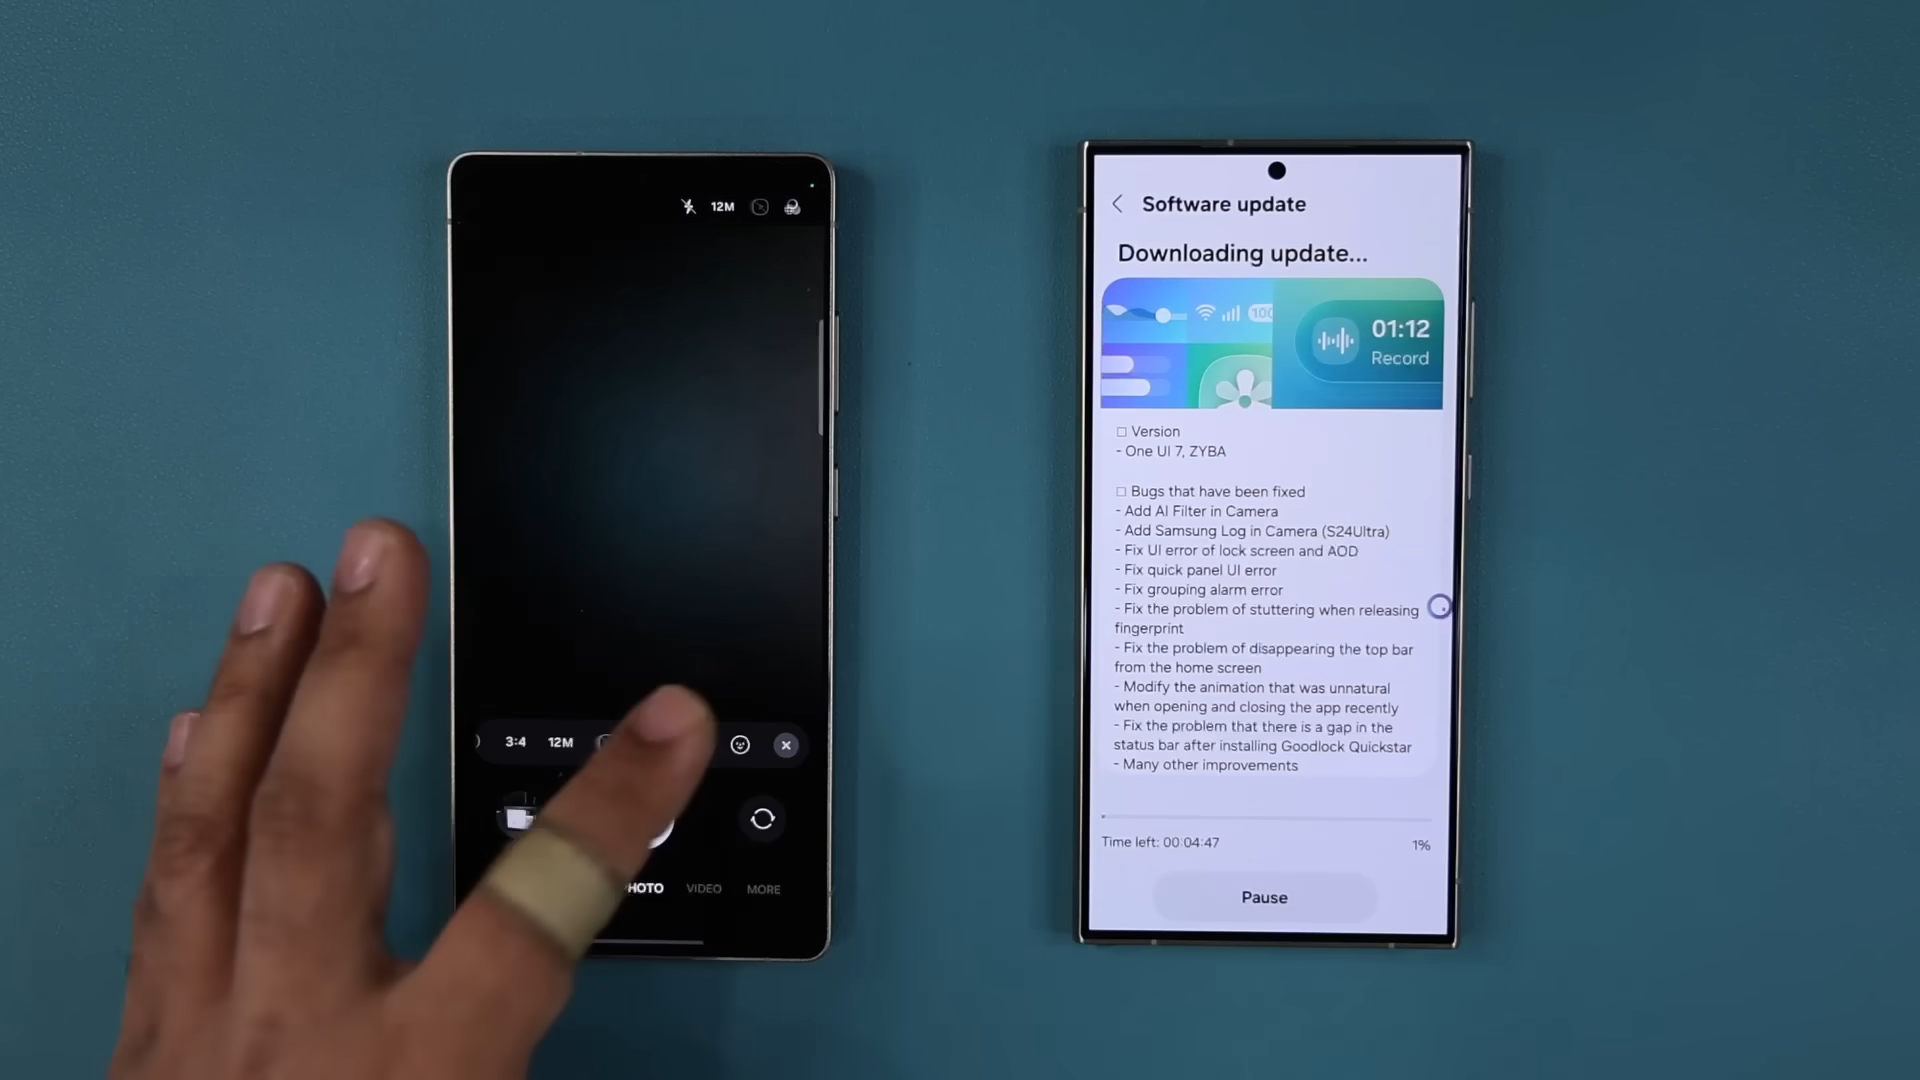 12M
3:4 12M
PHOTO VIDEO MORE
Software update
Downloading update...
100
01:12
Record
□ Version
- One UI 7, ZYBA
□ Bugs that have been fixed
- Add AI Filter in Camera
- Add Samsung Log in Camera (S24Ultra)
- Fix UI error of lock screen and AOD
- Fix quick panel UI error
- Fix grouping alarm error
- Fix the problem of stuttering when releasing
fingerprint
- Fix the problem of disappearing the top bar
from the home screen
- Modify the animation that was unnatural
when opening and closing the app recently
- Fix the problem that there is a gap in the
status bar after installing Goodlock Quickstar
- Many other improvements
Time left: 00:04:47 1%
Pause